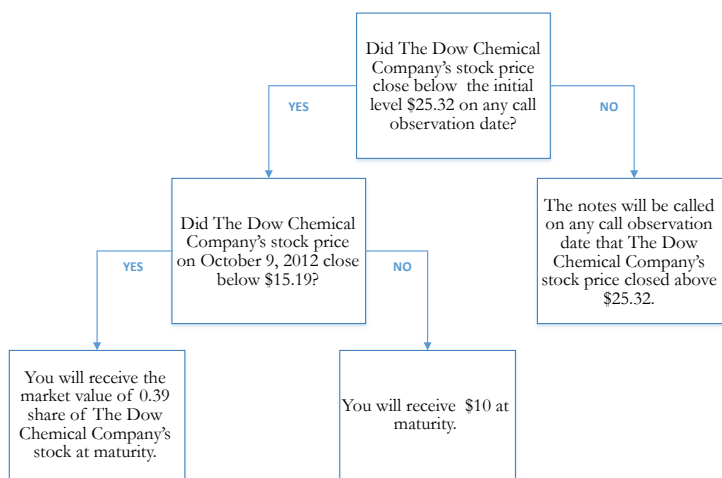 Did The Dow Chemical
Company's stock price
close below the initial
level $25.32 on any call
observation date?
YES
NO
Did The Dow Chemical
Company's stock price
on October 9, 2012 close
below $15.19?
The notes will be called
on any call observation
date that The Dow
Chemical Company's
stock price closed above
$25.32.
YES
NO
You will receive the
market value of 0.39
share of The Dow
Chemical Company's
stock at maturity.
You will receive $10 at
maturity.